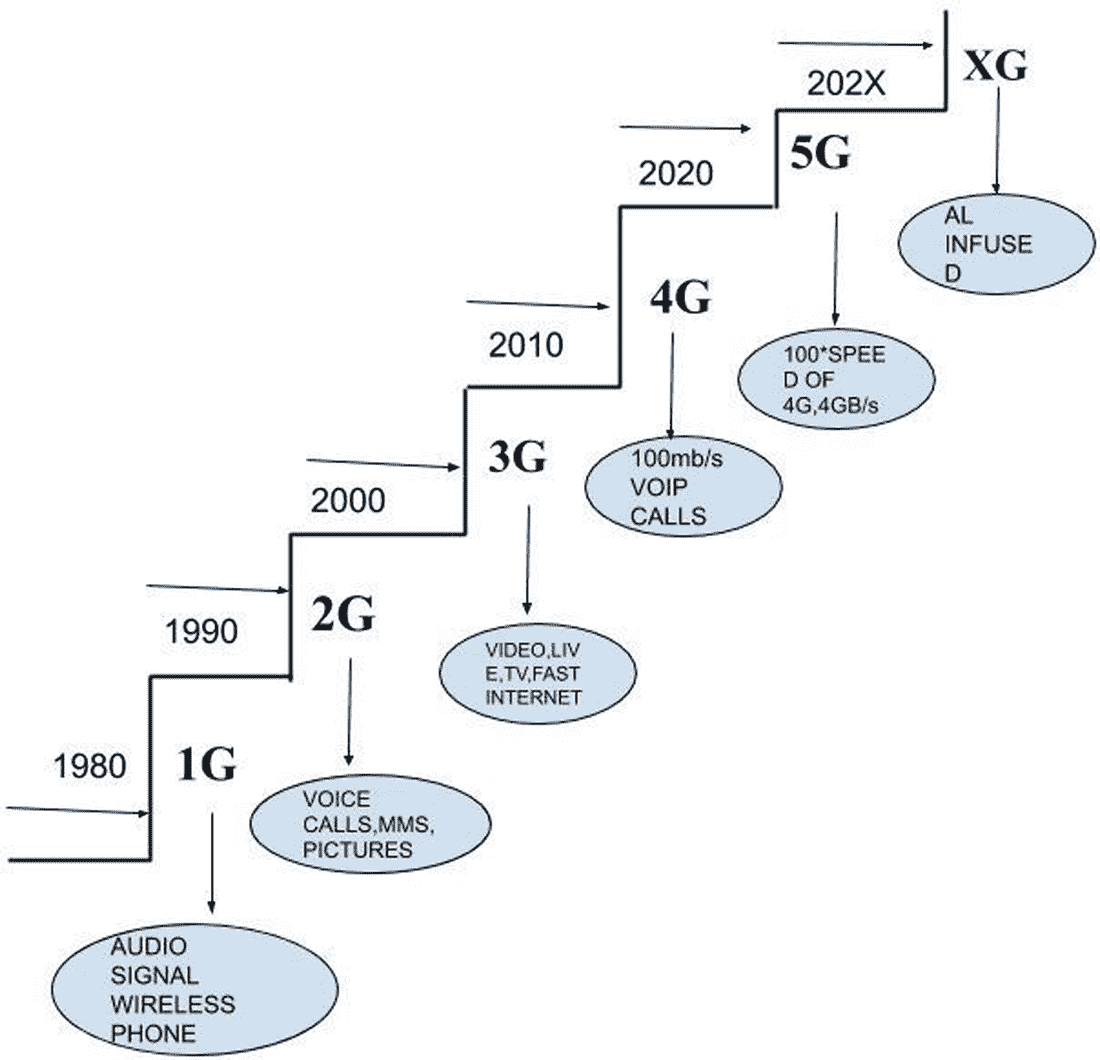 202X
XG
2020
5G
AL
INFUSE
D
2010
4G
100*SPEE
D OF
4G,4GB/s
2000
3G
100mb/s
VOIP
CALLS
1990
2G
VIDEO,LIV
E,TV,FAST
INTERNET
1980
1G
VOICE
CALLS,MMS,
PICTURES
AUDIO
SIGNAL
WIRELESS
PHONE